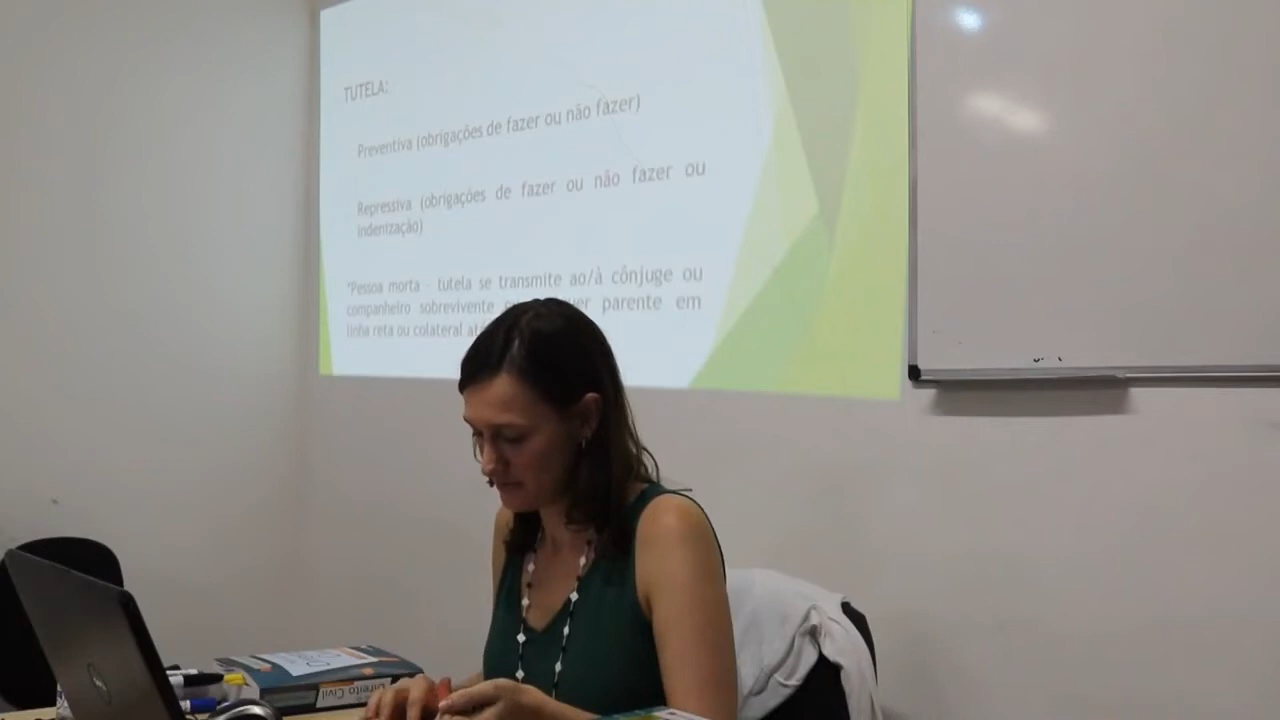 TUTELA:
Preventiva (obrigações de fazer ou não fazer)
Repressiva (obrigações de fazer ou não fazer ou
indenização)
*Pessoa morta - tutela se transmite ao/à cônjuge ou
companheiro sobrevivente parente em
linha reta ou colateral
Direito Civil